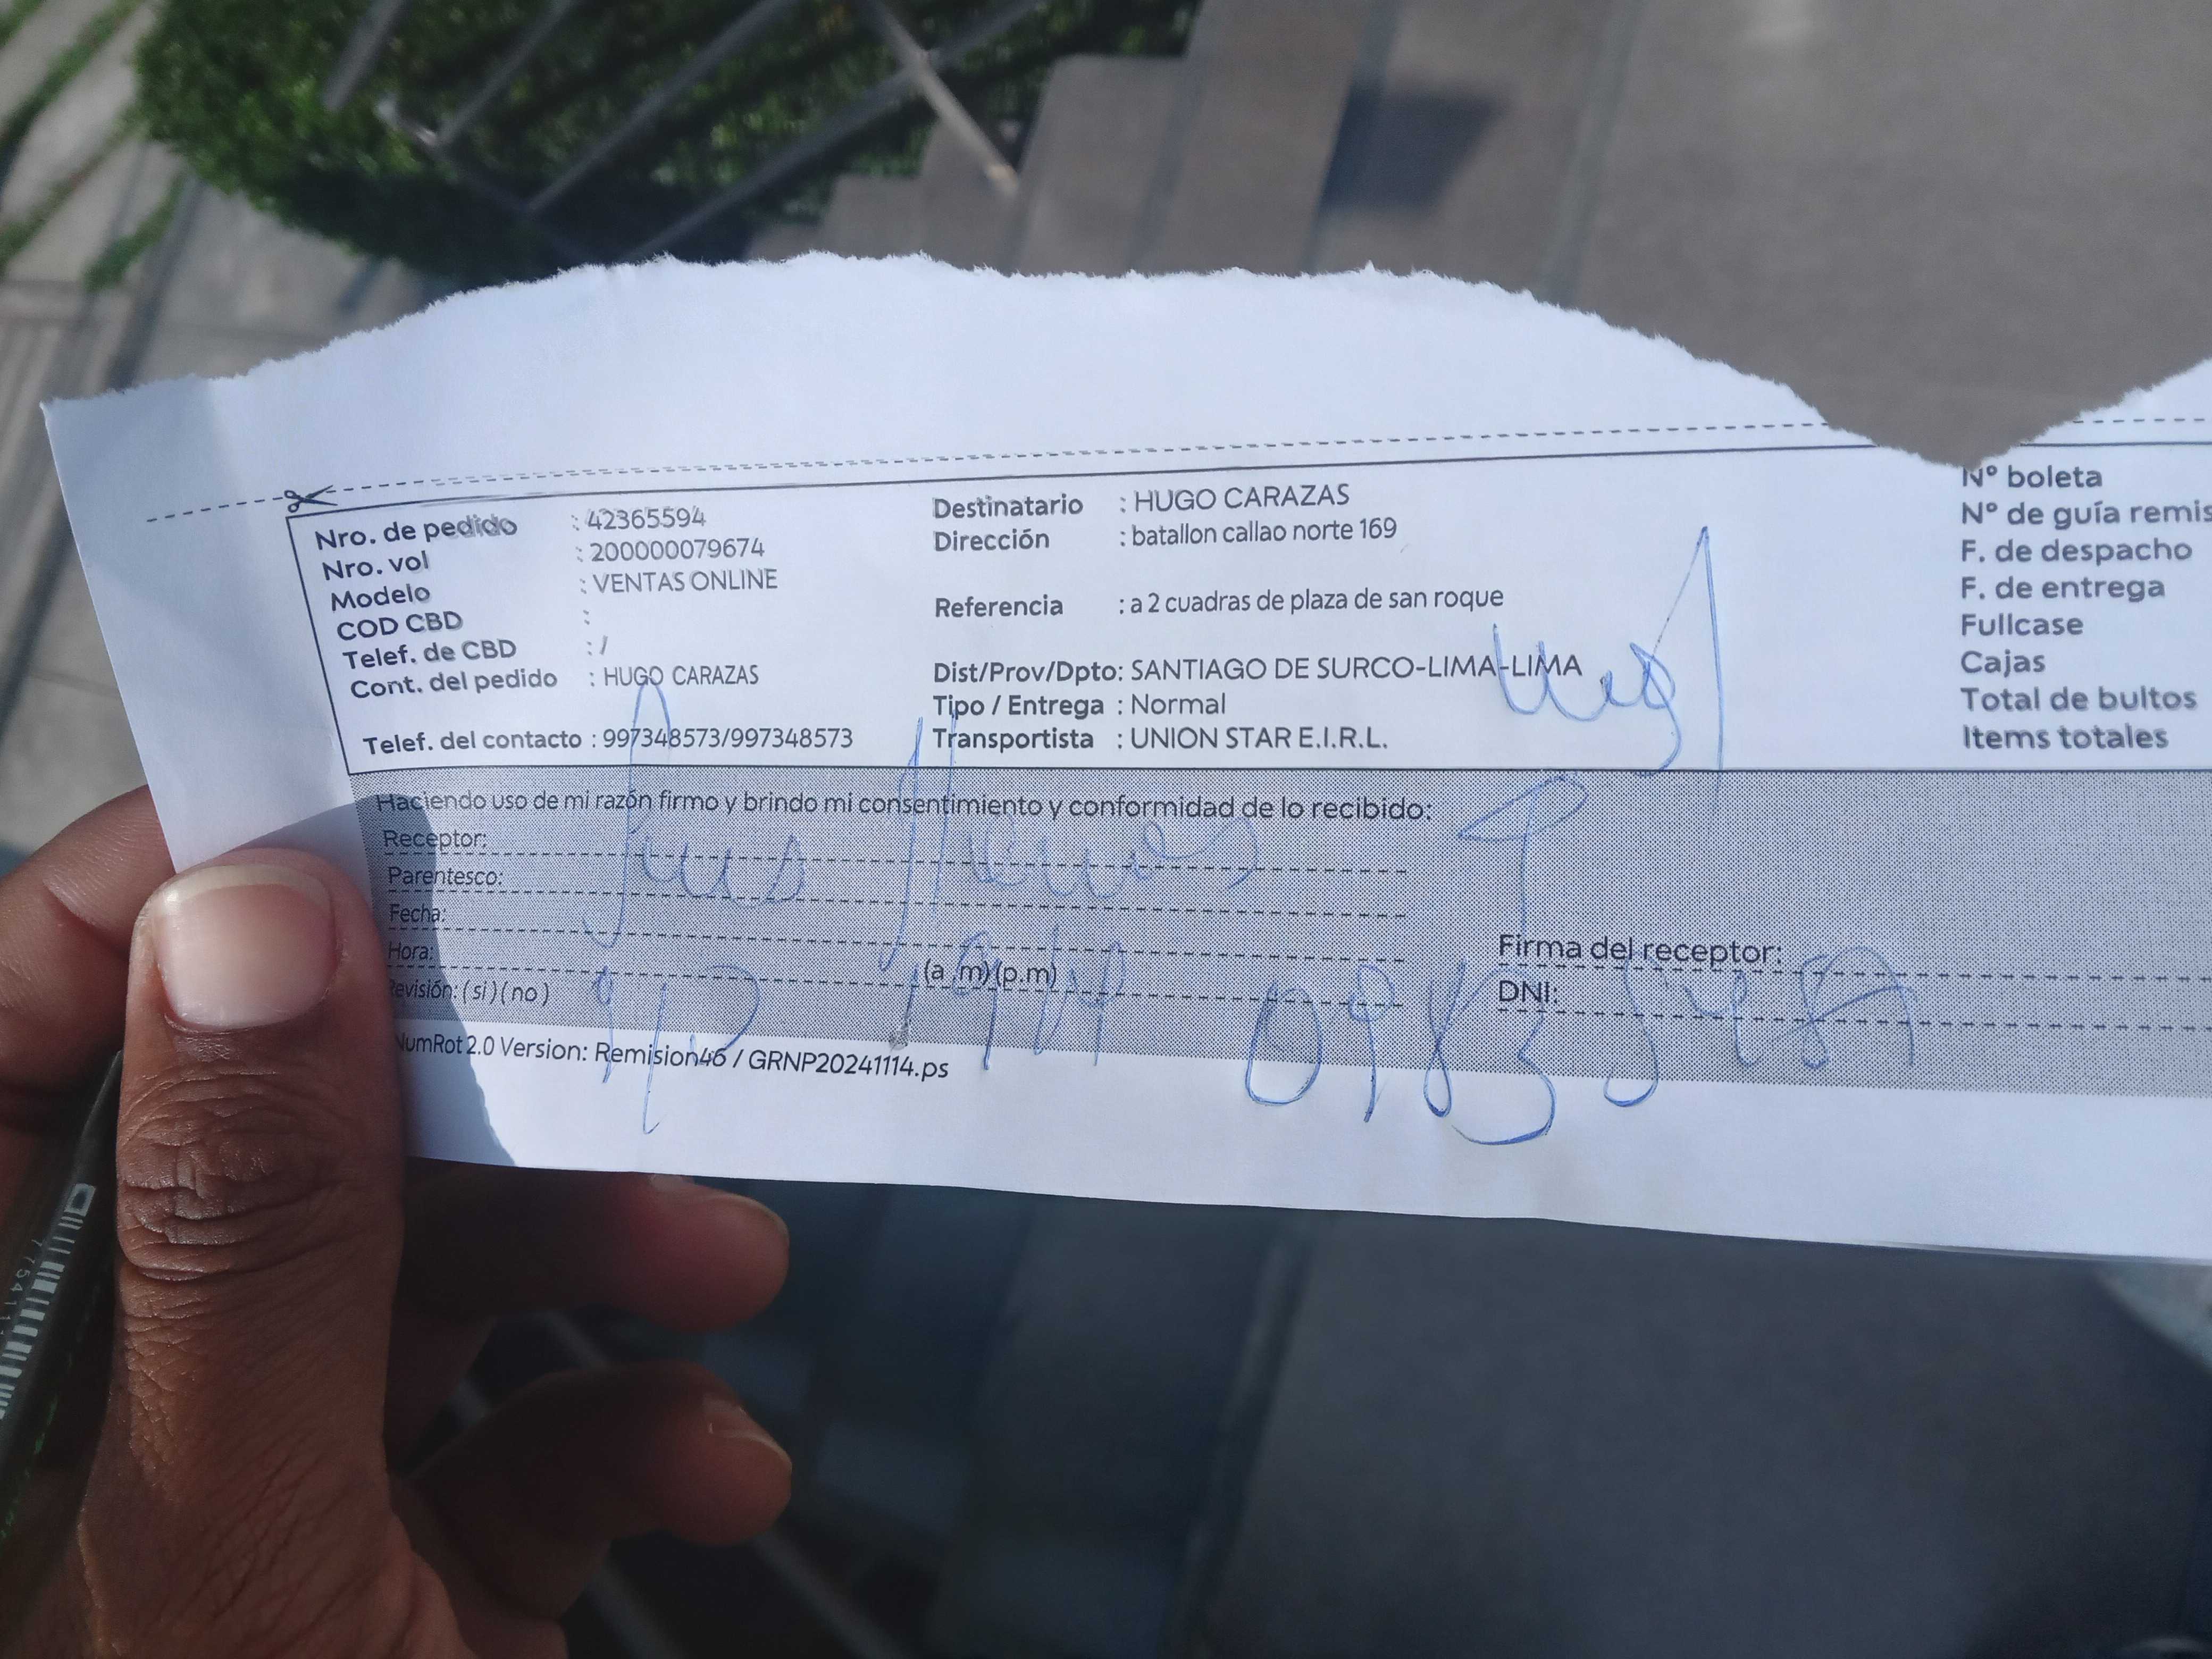 Nro. de pedido : 42365594
Nro. vol : 200000079674
Modelo : VENTAS ONLINE
COD CBD :
Telef. de CBD : /
Cont. del pedido : HUGO CARAZAS
Telef. del contacto : 997348573/997348573
Destinatario : HUGO CARAZAS
Dirección : batallon callao norte 169
Referencia : a 2 cuadras de plaza de san roque
Dist/Prov/Dpto: SANTIAGO DE SURCO-LIMA-LIMA
Tipo / Entrega : Normal
Transportista : UNION STAR E.I.R.L.
N° boleta
N° de guía remis
F. de despacho
F. de entrega
Fullcase
Cajas
Total de bultos
Items totales
Haciendo uso de mi razón firmo y brindo mi consentimiento y conformidad de lo recibido:
Receptor:
Parentesco:
Fecha:
Hora: (a.m)(p.m)
Revisión: (si) (no)
Firma del receptor:
DNI:
NumRot 2.0 Version: Remision46 / GRNP20241114.ps